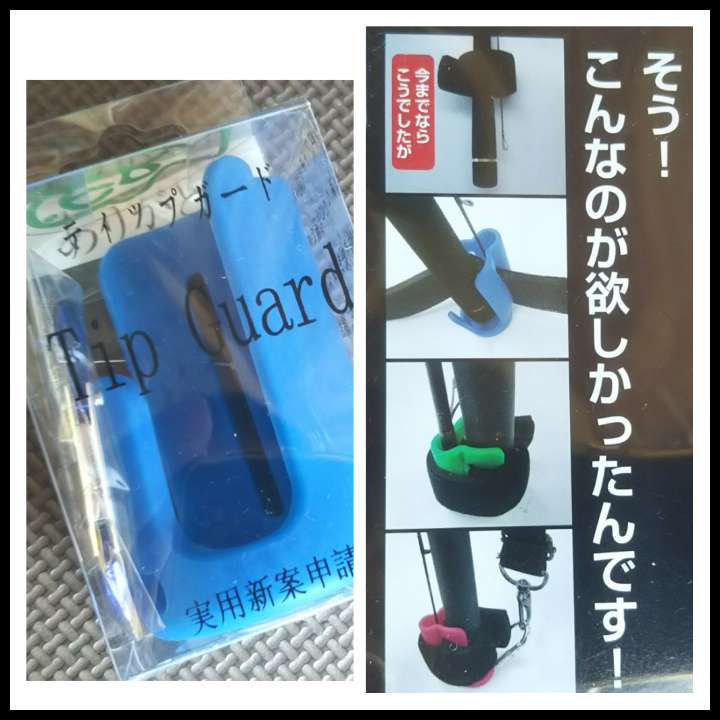 ティップガード
Tip Guard
実用新案申請
今までなら
こうでしたが
そう！
こんなのが欲しかったんです！